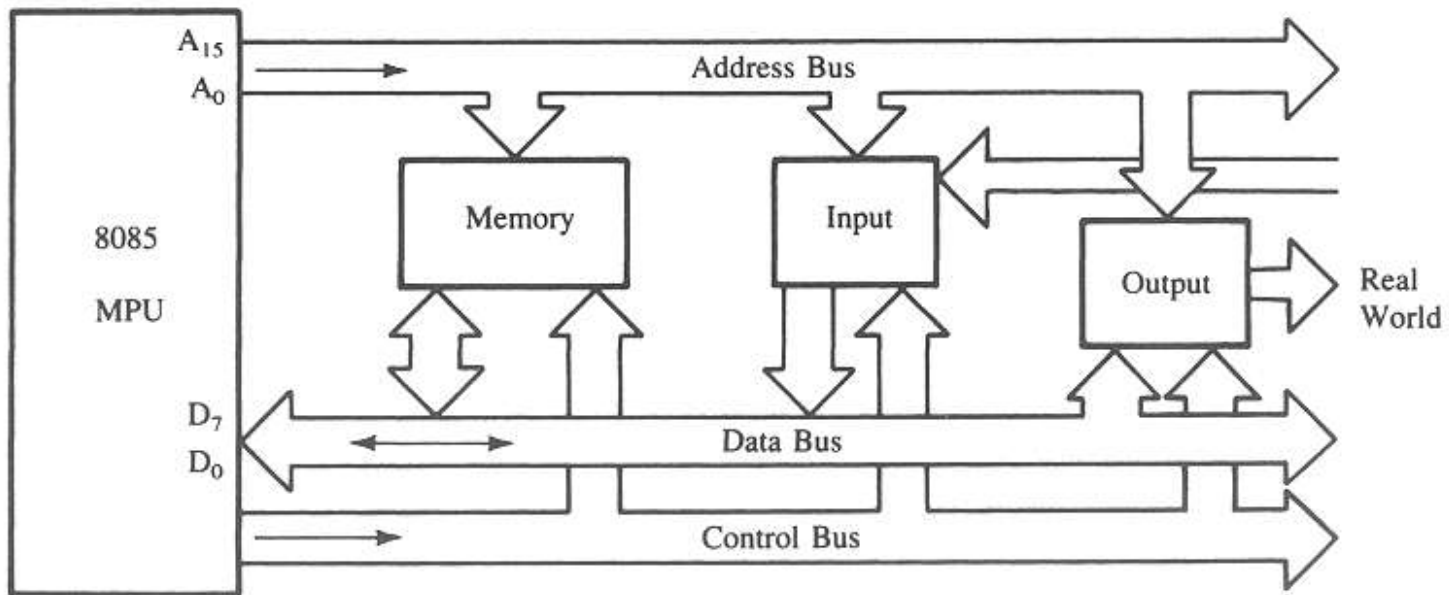 A15
Address Bus
A0
8085
MPU
Memory
Input
Output
Real
World
D7
Data Bus
D0
Control Bus